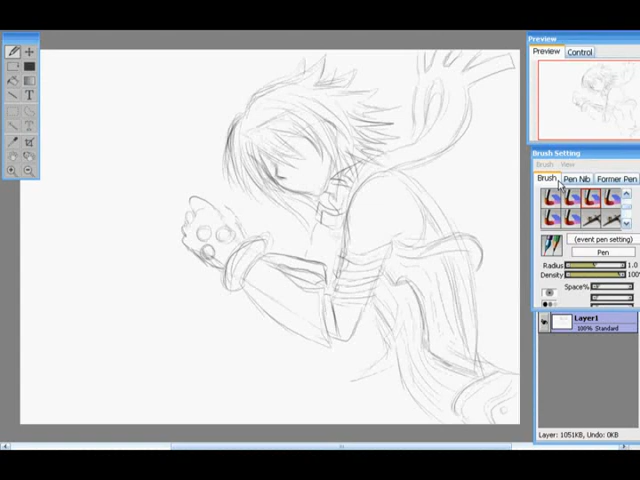 Preview
Preview Control
Brush Setting
Brush View
Brush Pen Nib Former Pen
(event pen setting)
Pen
Radius 1.0
Density 100
Space%
Layer1
100% Standard
Layer: 1051KB, Undo: 0KB
T
T